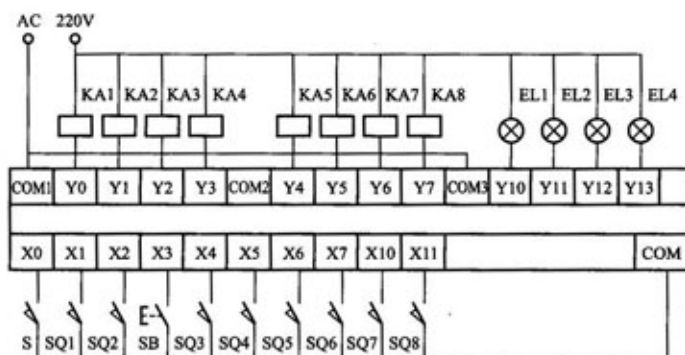 AC 220V
KA1 KA2 KA3 KA4 KA5 KA6 KA7 KA8 EL1 EL2 EL3 EL4
COM1 Y0 Y1 Y2 Y3 COM2 Y4 Y5 Y6 Y7 COM3 Y10 Y11 Y12 Y13
X0 X1 X2 X3 X4 X5 X6 X7 X10 X11 COM
S SQ1 SQ2 SB SQ3 SQ4 SQ5 SQ6 SQ7 SQ8